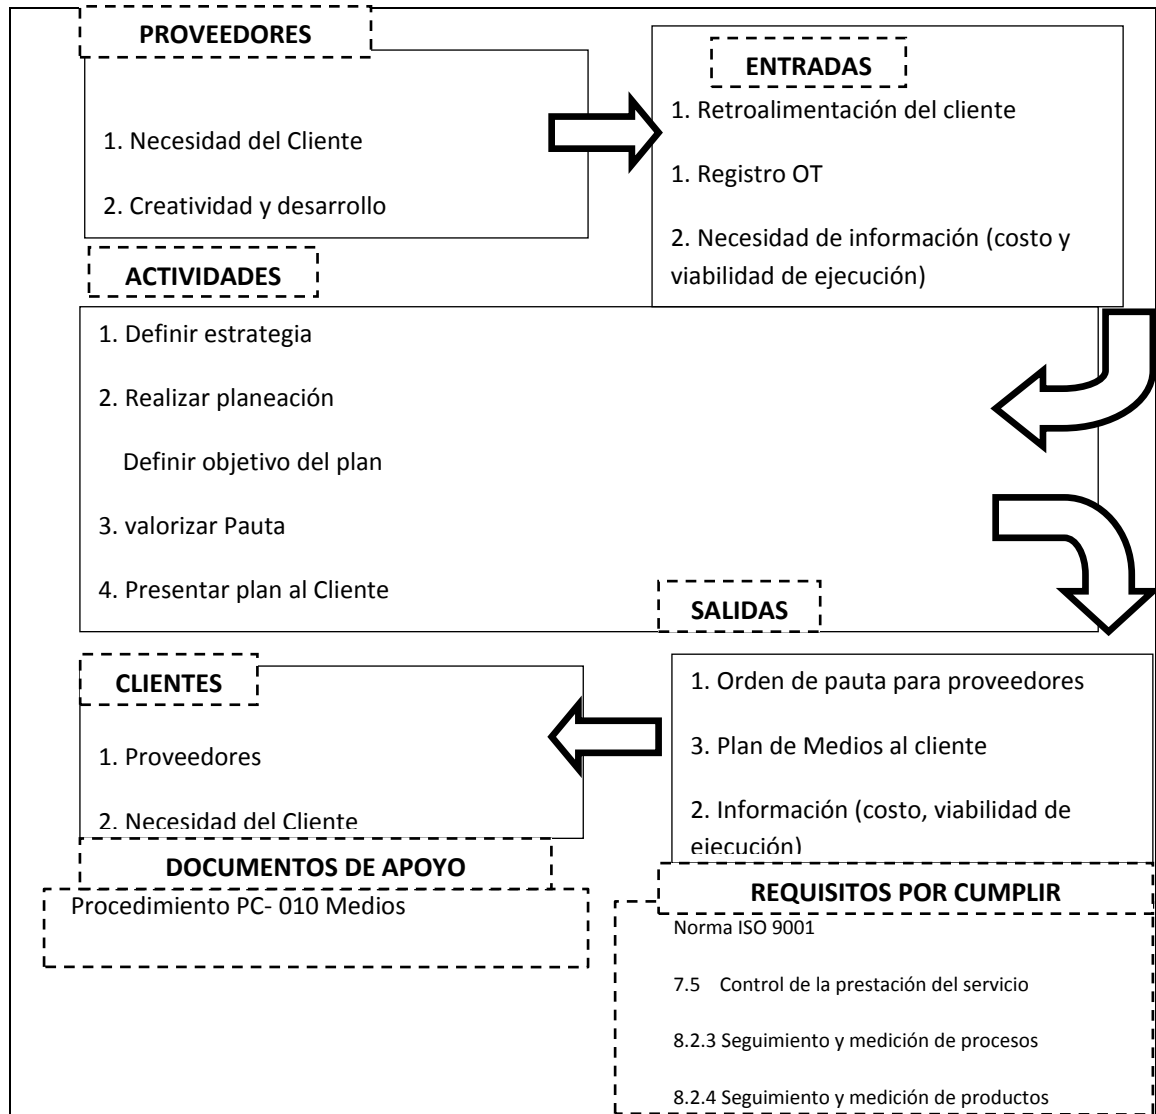 PROVEEDORES
1. Necesidad del Cliente
2. Creatividad y desarrollo
ENTRADAS
1. Retroalimentación del cliente
1. Registro OT
2. Necesidad de información (costo y
viabilidad de ejecución)
ACTIVIDADES
1. Definir estrategia
2. Realizar planeación
Definir objetivo del plan
3. valorizar Pauta
4. Presentar plan al Cliente
SALIDAS
1. Orden de pauta para proveedores
3. Plan de Medios al cliente
2. Información (costo, viabilidad de
ejecución)
CLIENTES
1. Proveedores
2. Necesidad del Cliente
DOCUMENTOS DE APOYO
Procedimiento PC- 010 Medios
REQUISITOS POR CUMPLIR
Norma ISO 9001
7.5 Control de la prestación del servicio
8.2.3 Seguimiento y medición de procesos
8.2.4 Seguimiento y medición de productos